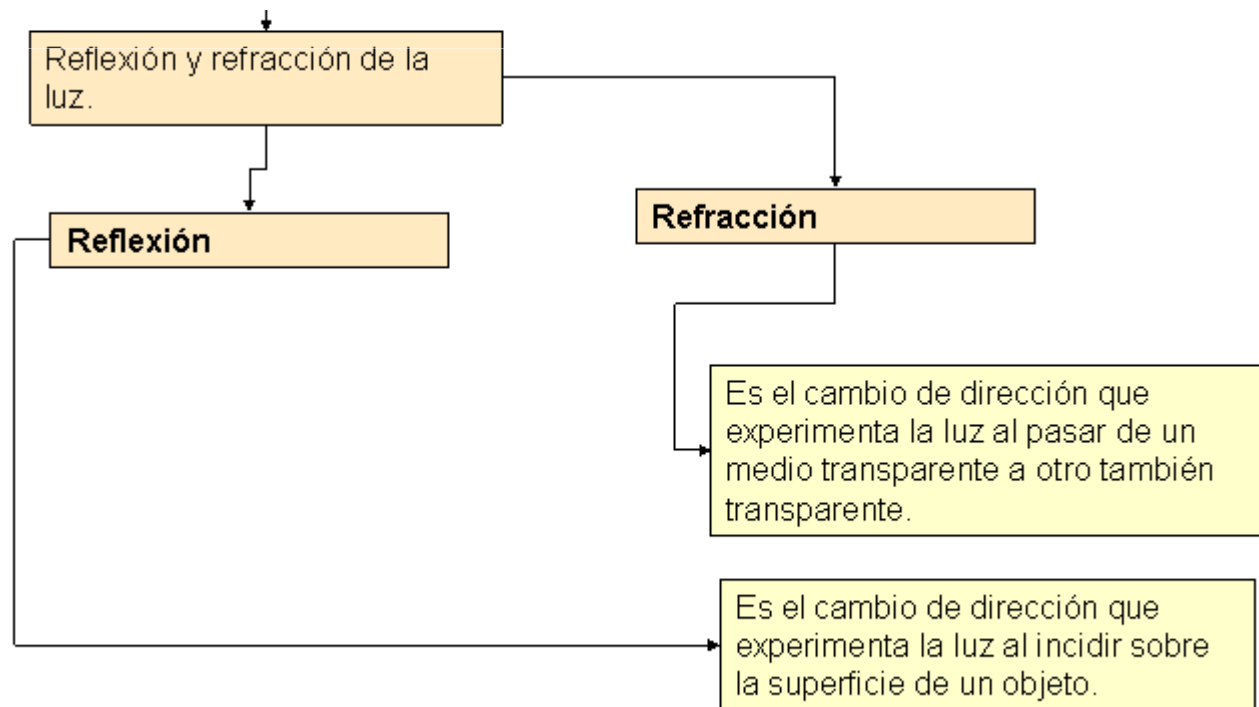 Reflexión y refracción de la
luz.
Reflexión
Refracción
Es el cambio de dirección que
experimenta la luz al pasar de un
medio transparente a otro también
transparente.
Es el cambio de dirección que
experimenta la luz al incidir sobre
la superficie de un objeto.